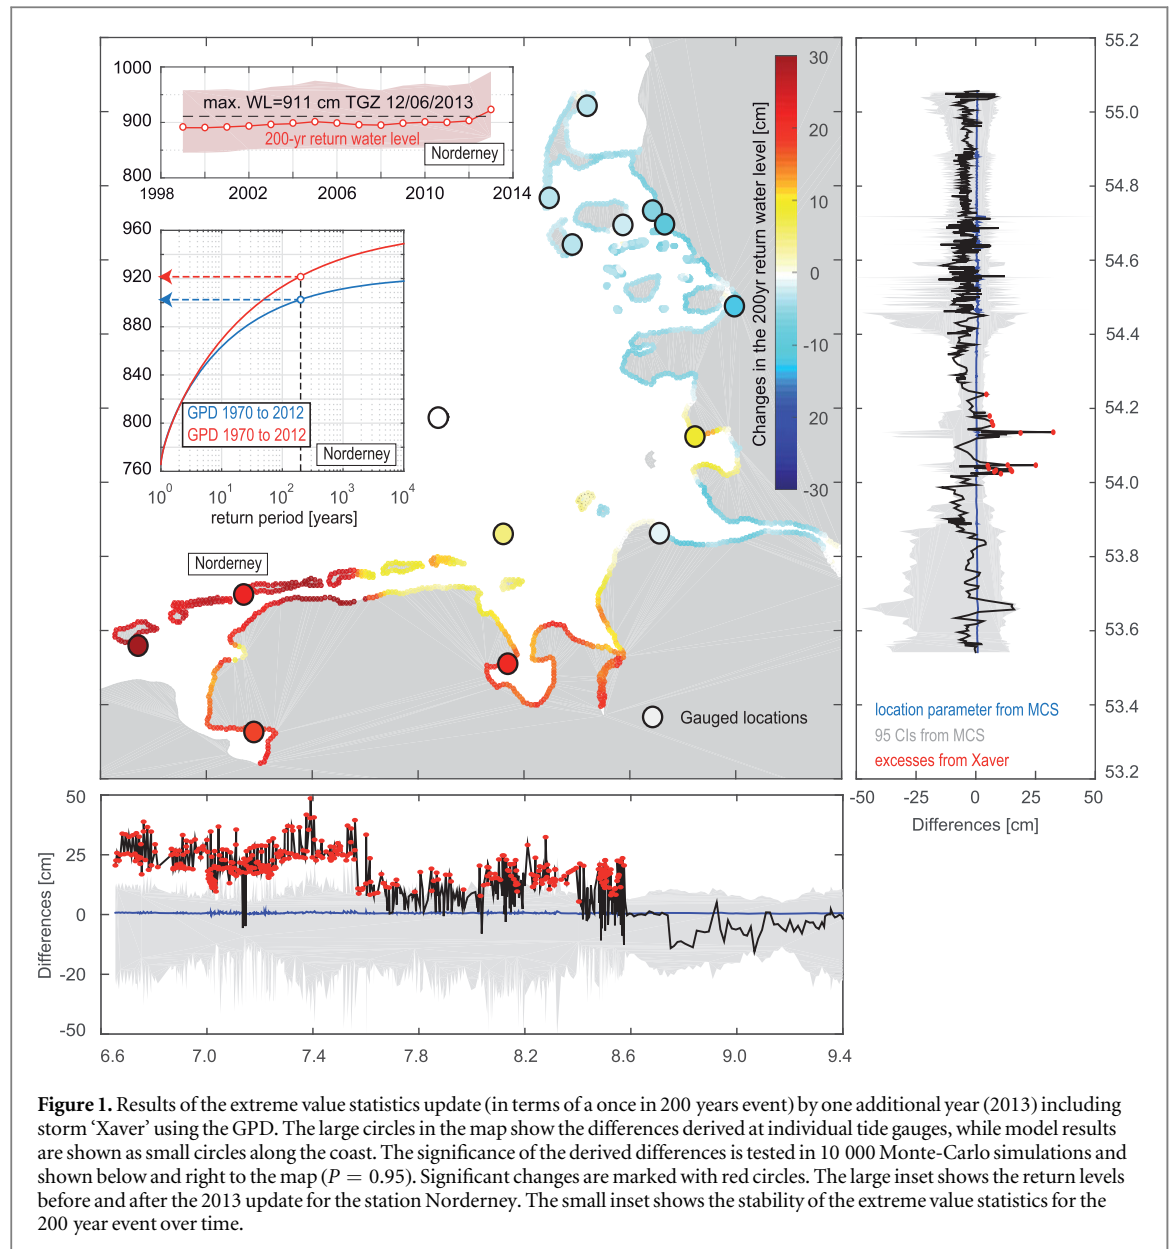 1000
900
800
max. WL=911 cm TGZ 12/06/2013
200-yr return water level
Norderney
1998
2002
2006
2010
2014
960
920
880
840
800
760
GPD 1970 to 2012
GPD 1970 to 2012
Norderney
10^0
10^1
10^2
10^3
10^4
return period [years]
Changes in the 200yr return water level [cm]
30
20
10
0
-10
20
-30
Norderney
Gauged locations
55.2
55.0
54.8
54.6
54.4
54.2
54.0
53.8
53.6
53.4
53.2
location parameter from MCS
95 CIs from MCS
excesses from Xaver
-50
-25
0
25
50
Differences [cm]
50
25
0
-20
-50
Differences [cm]
6.6
7.0
7.4
7.8
8.2
8.6
9.0
9.4
Figure 1. Results of the extreme value statistics update (in terms of a once in 200 years event) by one additional year (2013) including
storm ‘Xaver’ using the GPD. The large circles in the map show the differences derived at individual tide gauges, while model results
are shown as small circles along the coast. The significance of the derived differences is tested in 10 000 Monte-Carlo simulations and
shown below and right to the map (P = 0.95). Significant changes are marked with red circles. The large inset shows the return levels
before and after the 2013 update for the station Norderney. The small inset shows the stability of the extreme value statistics for the
200 year event over time.